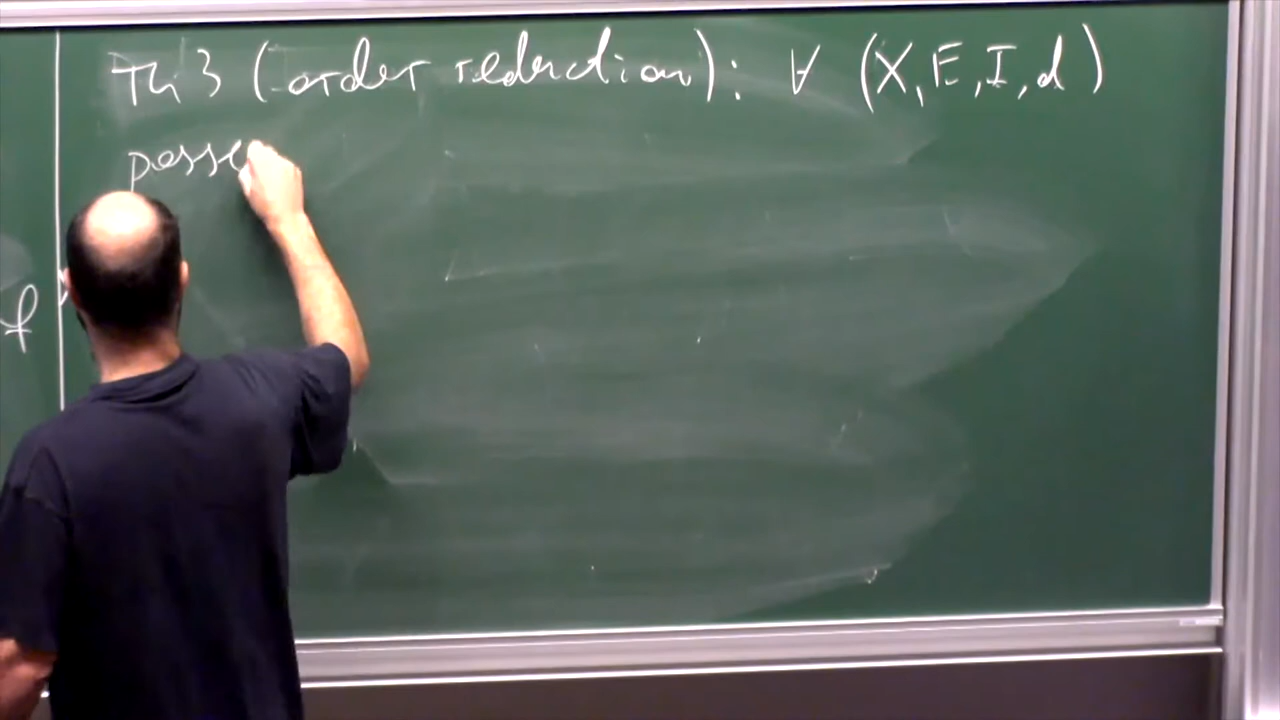 Th 3 (order reduction): ∀ (X, E, I, d)
posse
f